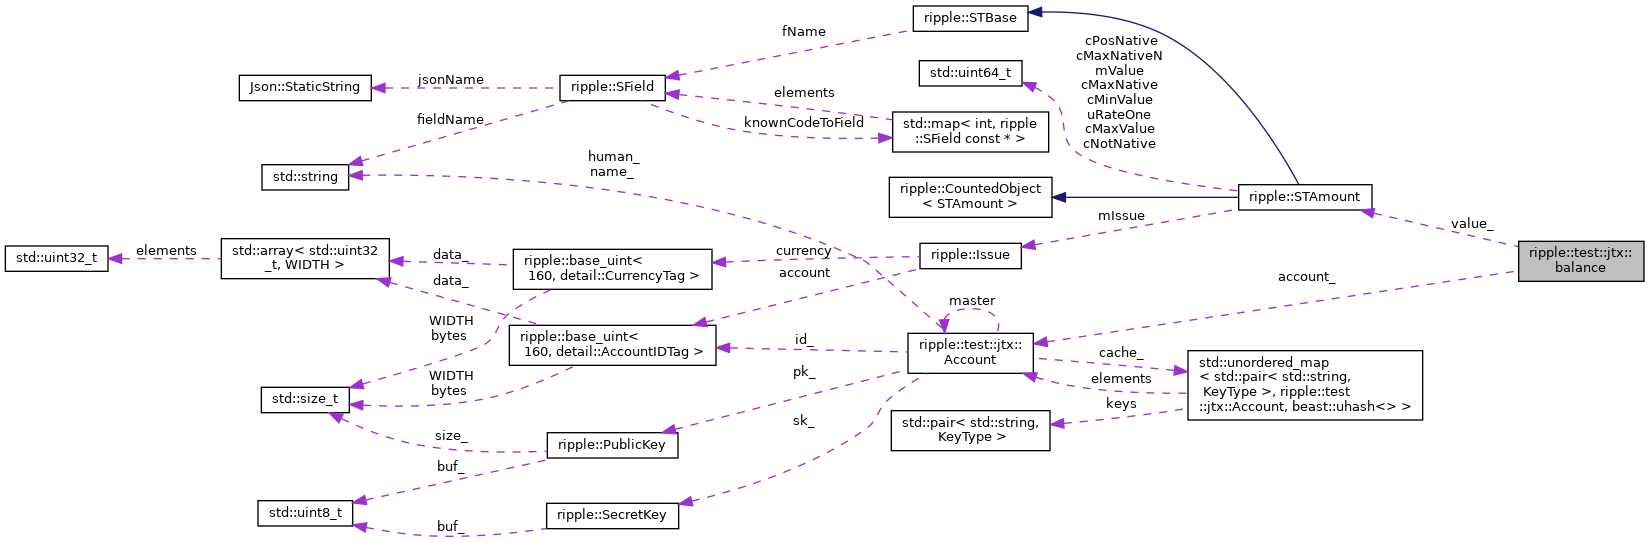 ripple::STBase
fName
cPosNative
cMaxNativeN
mValue
cMaxNative
cMinValue
uRateOne
cMaxValue
cNotNative
std::uint64_t
Json::StaticString
jsonName
ripple::SField
elements
knownCodeToField
std::map< int, ripple
::SField const * >
fieldName
std::string
human_
name_
ripple::CountedObject
< STAmount >
ripple::STAmount
mIssue
value_
ripple::test::jtx::
balance
std::uint32_t
elements
std::array< std::uint32
_t, WIDTH >
data_
data_
ripple::base_uint<
160, detail::CurrencyTag >
currency
account
ripple::Issue
account_
WIDTH
bytes
ripple::base_uint<
160, detail::AccountIDTag >
id_
master
ripple::test::jtx::
Account
cache_
elements
keys
std::unordered_map
< std::pair< std::string,
KeyType >, ripple::test
::jtx::Account, beast::uhash<> >
WIDTH
bytes
pk_
sk_
std::size_t
std::pair< std::string,
KeyType >
size_
ripple::PublicKey
buf_
std::uint8_t
ripple::SecretKey
buf_